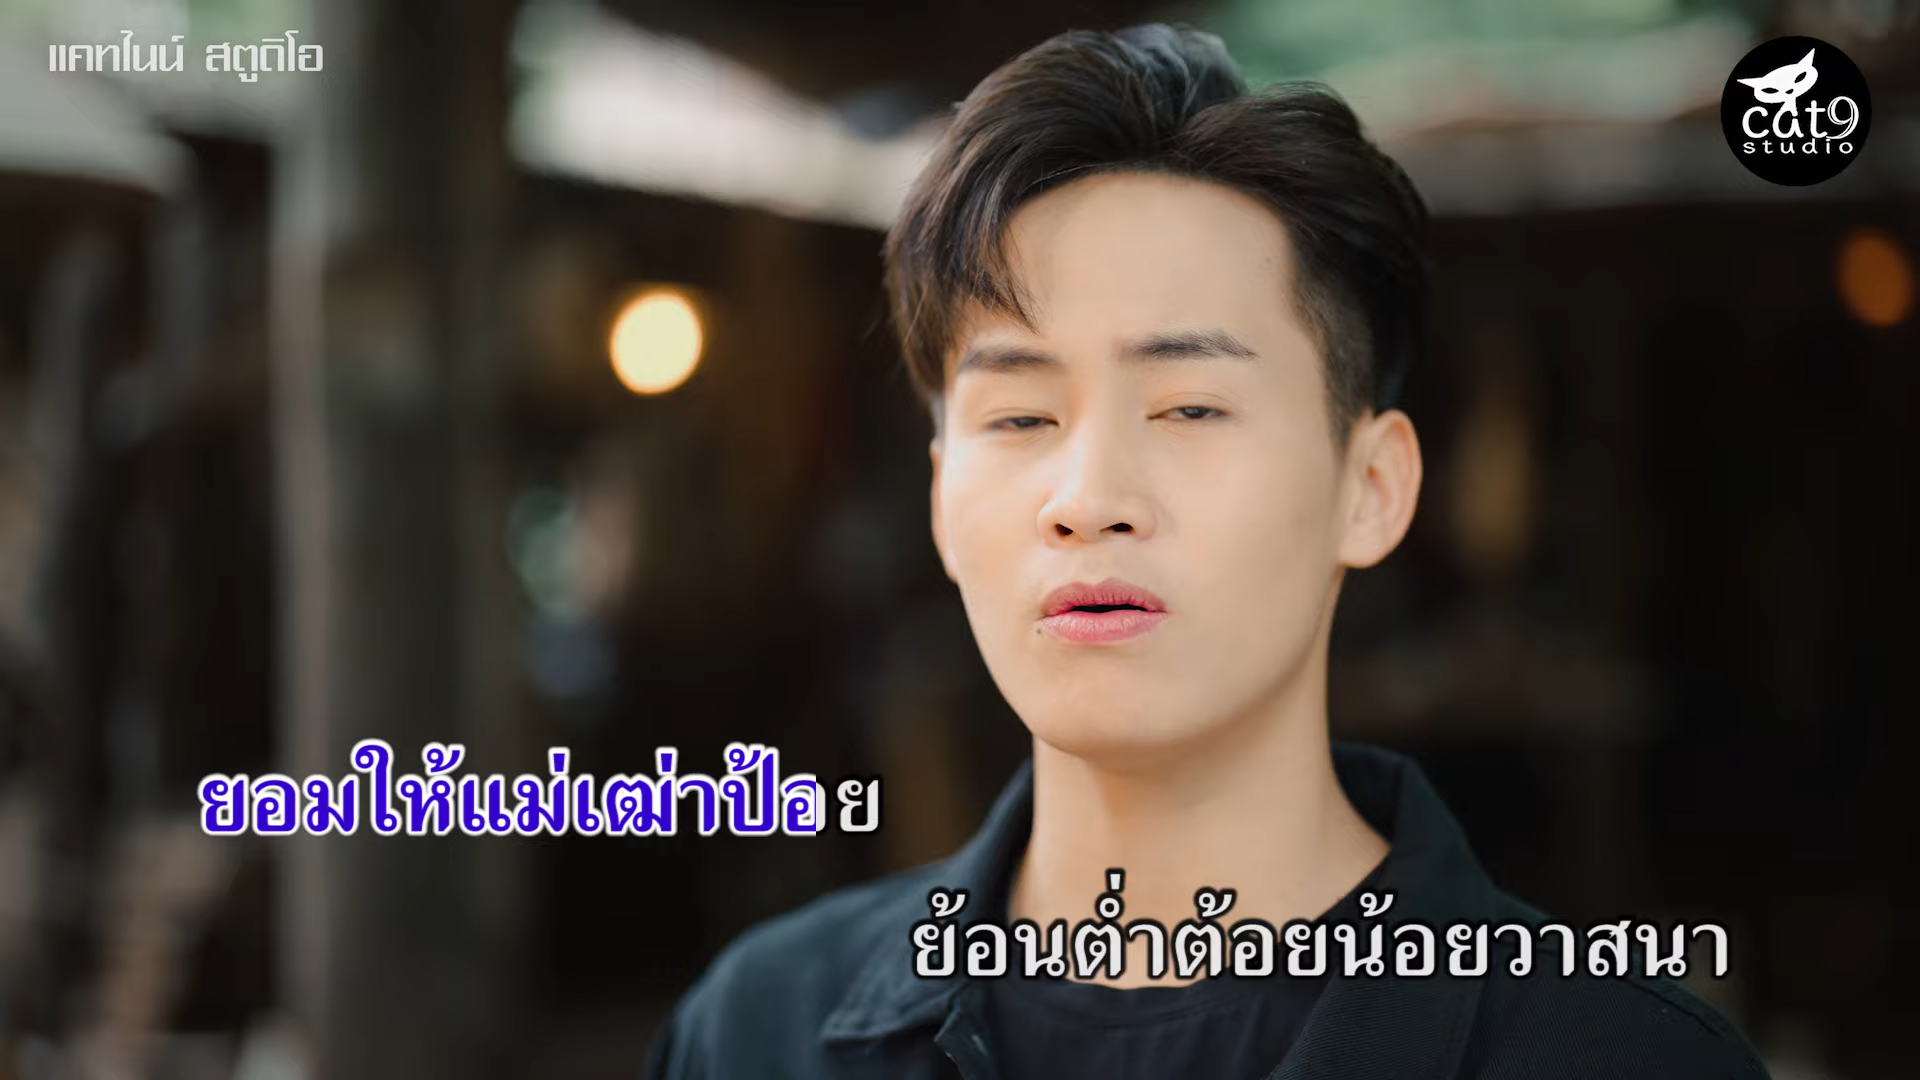 แคทไนน์ สตูดิโอ
cat9
studio
ยอมให้แม่เฒ่าป้อย
ย้อนต่ำต้อยน้อยวาสนา